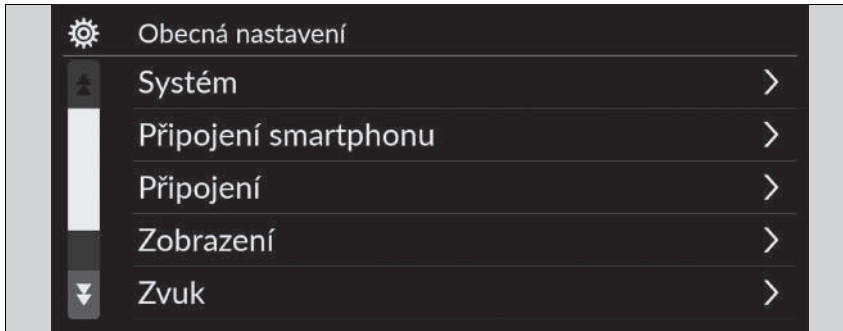 Obecná nastavení
Systém
Připojení smartphonu
Připojení
Zobrazení
Zvuk